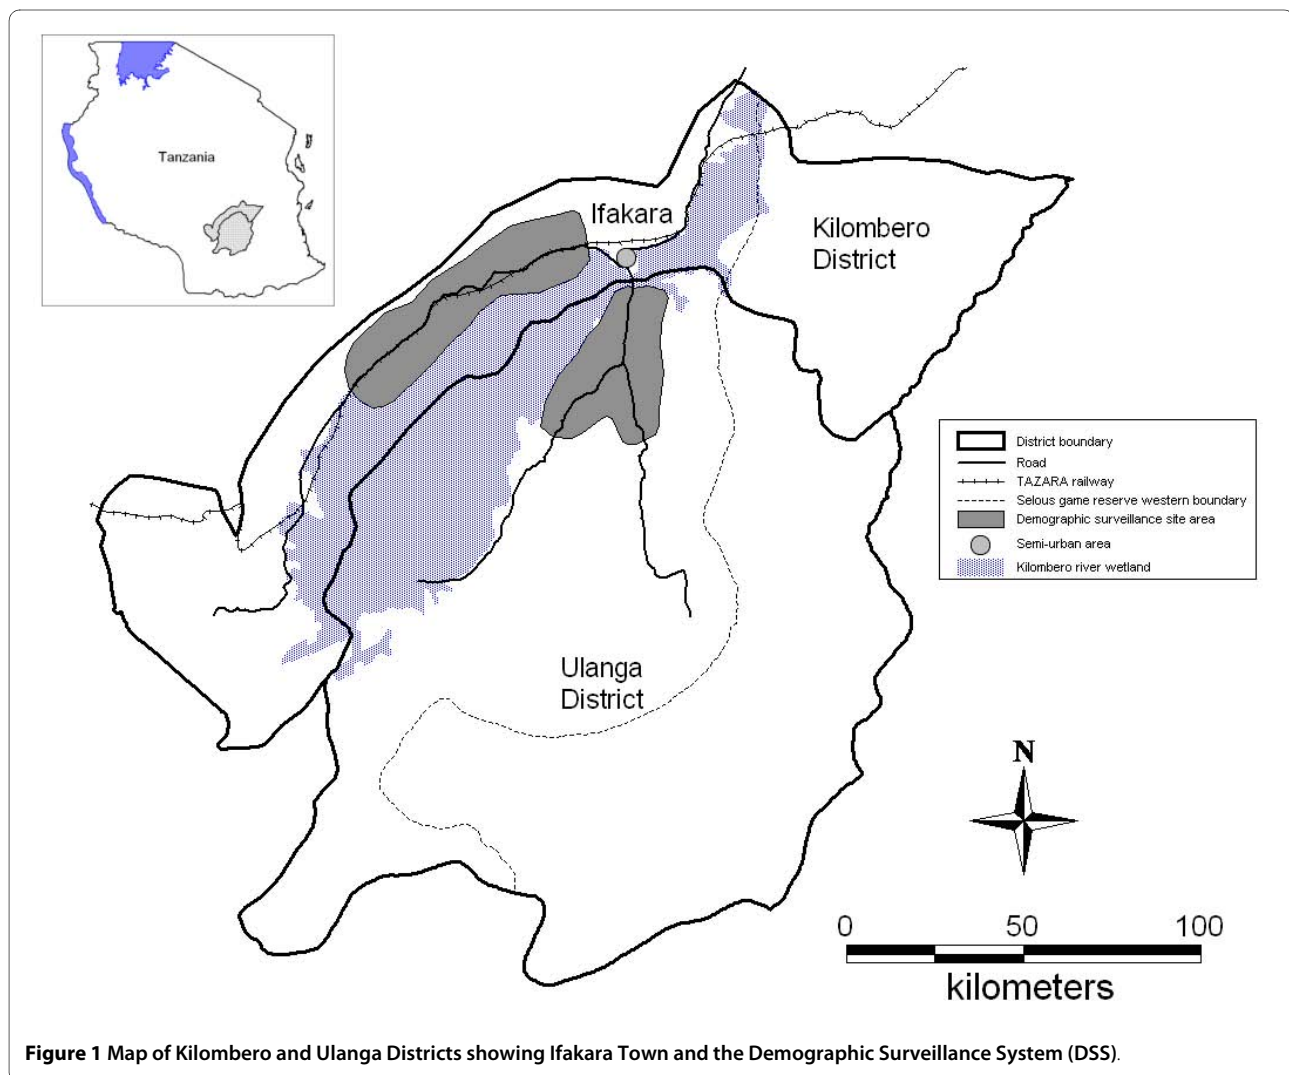 Tanzania
Ifakara
Kilombero
District
District boundary
Road
TAZARA railway
Selous game reserve western boundary
Demographic surveillance site area
Semi-urban area
Kilombero river wetland
Ulanga
District
N
0 50 100
kilometers
Figure 1 Map of Kilombero and Ulanga Districts showing Ifakara Town and the Demographic Surveillance System (DSS).